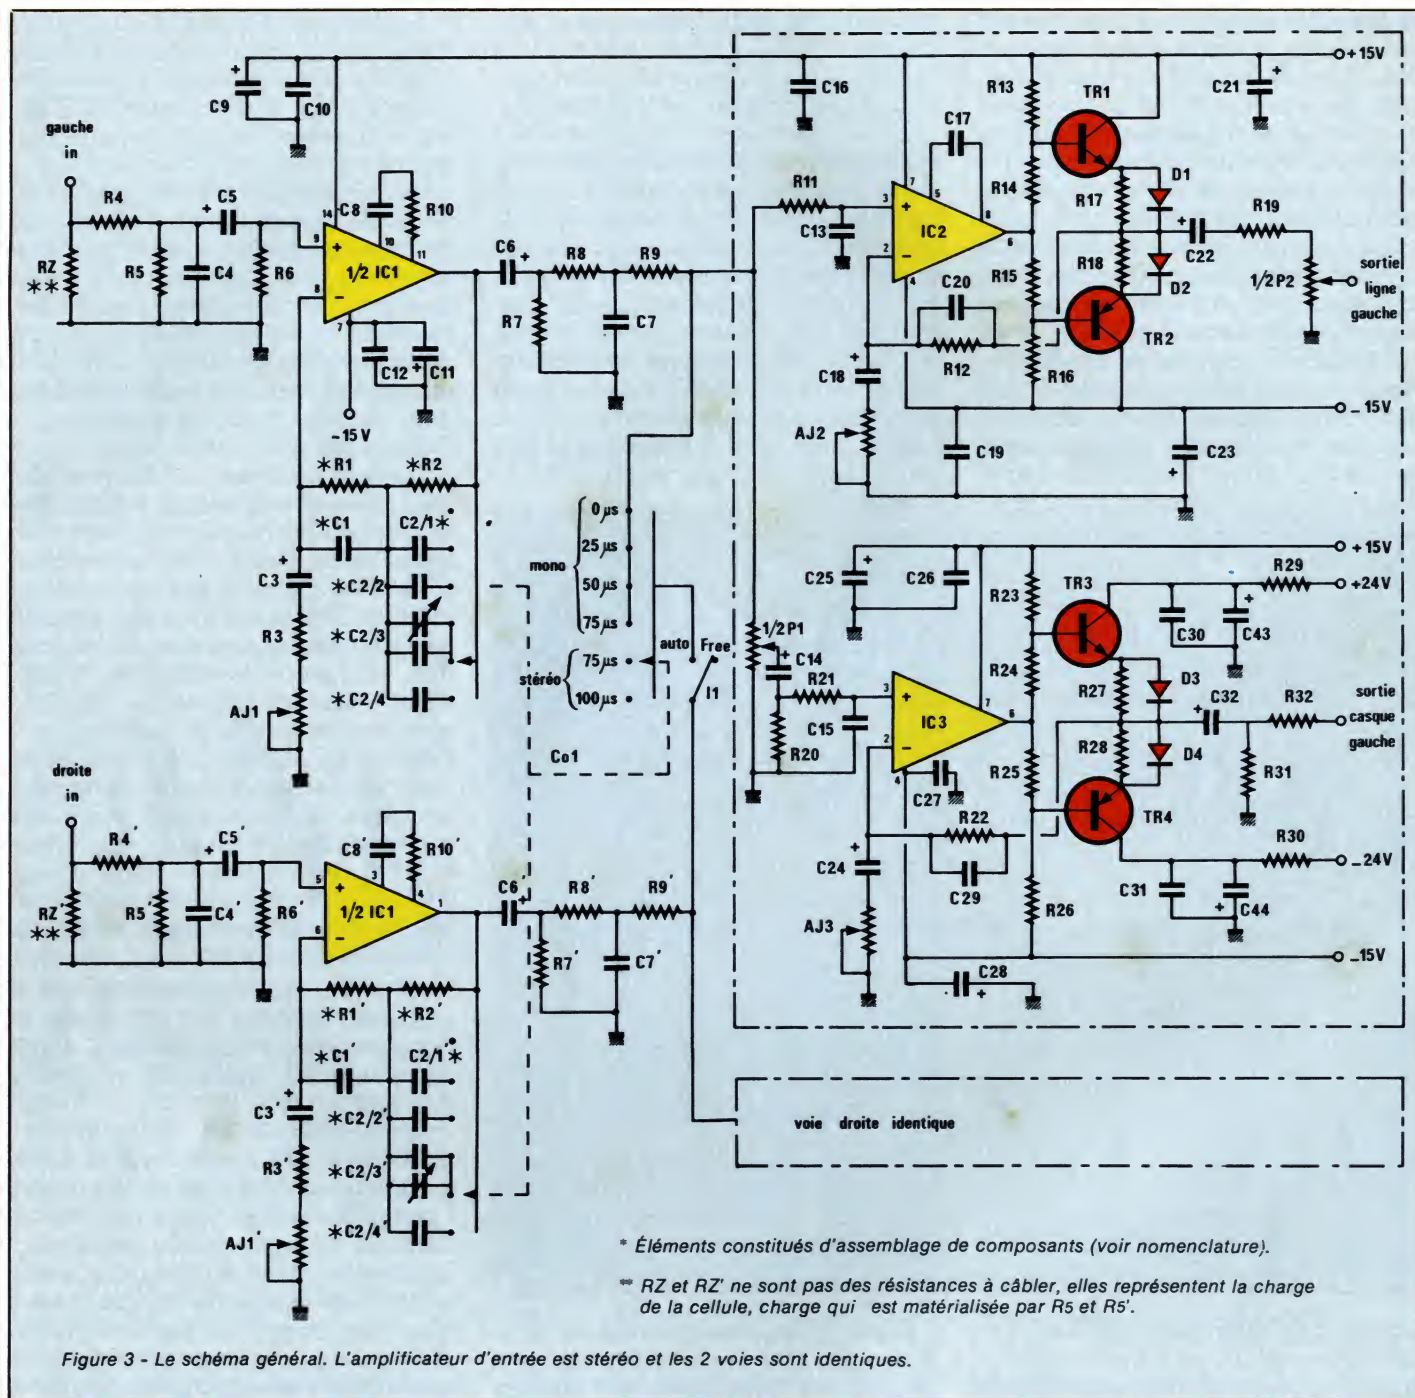 +15V
C9
C10
C16
R13
TR1
C21
gauche
in
C17
R14
R17
D1
R4
C5
R11
C13
IC2
R19
C8
R10
C6
R8
R9
RZ
**
R5
C4
R6
1/2 IC1
R7
C7
R15
R18
C22
D2
1/2P2
sortie
ligne
gauche
C20
R12
TR2
R16
C12
C11
-15V
C18
AJ2
C19
C23
-15V
*R1
*R2
*C1
C2/1*
C3
*C2/2
R3
*C2/3
AJ1
*C2/4
mono
0µs
25µs
50µs
75µs
stéréo
75µs
100µs
auto
Free
I1
Co1
+15V
+24V
C25
C26
R23
TR3
R29
C30
C43
1/2P1
C14
R21
C15
R20
R24
IC3
R27
D3
C32
R32
sortie
casque
gauche
R28
D4
R31
R25
C27
R22
TR4
C24
C29
R30
-24V
C31
C44
AJ3
R26
C28
-15V
droite
in
R4'
C5'
C8'
R10'
C6'
R8'
R9'
RZ'
**
R5'
C4'
R6'
1/2 IC1
R7'
C7'
*R1'
*R2'
*C1'
C2/1'*
C3'
*C2/2'
R3'
*C2/3'
AJ1'
*C2/4'
voie droite identique
* Éléments constitués d'assemblage de composants (voir nomenclature).
** RZ et RZ' ne sont pas des résistances à câbler, elles représentent la charge
de la cellule, charge qui est matérialisée par R5 et R5'.
Figure 3 - Le schéma général. L'amplificateur d'entrée est stéréo et les 2 voies sont identiques.